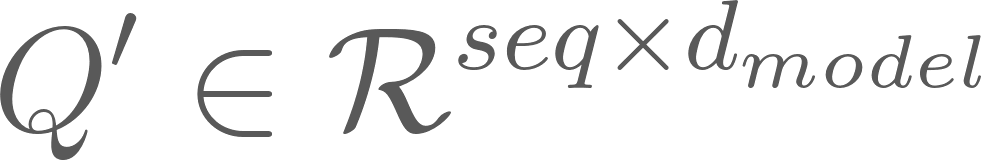 Q′ ∈ ℛ^{seq×d_{model}}